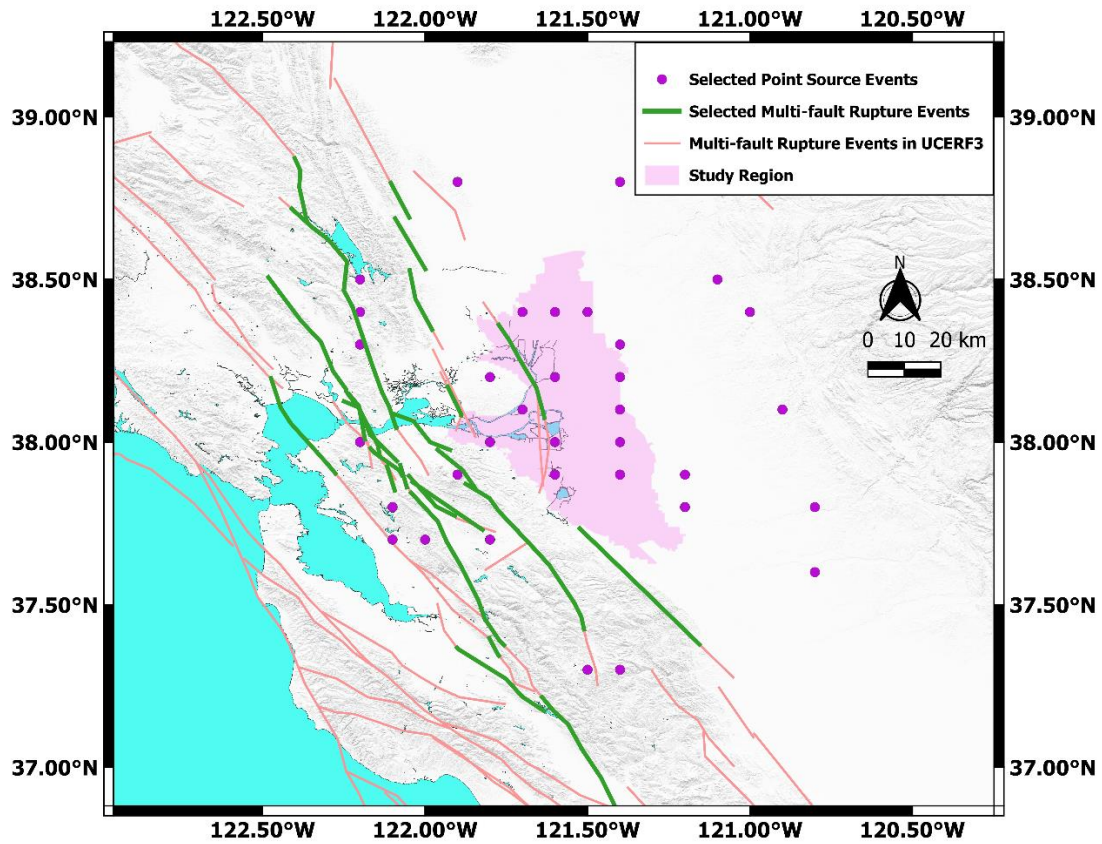 122.50°W 122.00°W 121.50°W 121.00°W 120.50°W
Selected Point Source Events
Selected Multi-fault Rupture Events
Multi-fault Rupture Events in UCERF3
Study Region
39.00°N 39.00°N
38.50°N 38.50°N
N
0 10 20 km
38.00°N 38.00°N
37.50°N 37.50°N
37.00°N 37.00°N
122.50°W 122.00°W 121.50°W 121.00°W 120.50°W